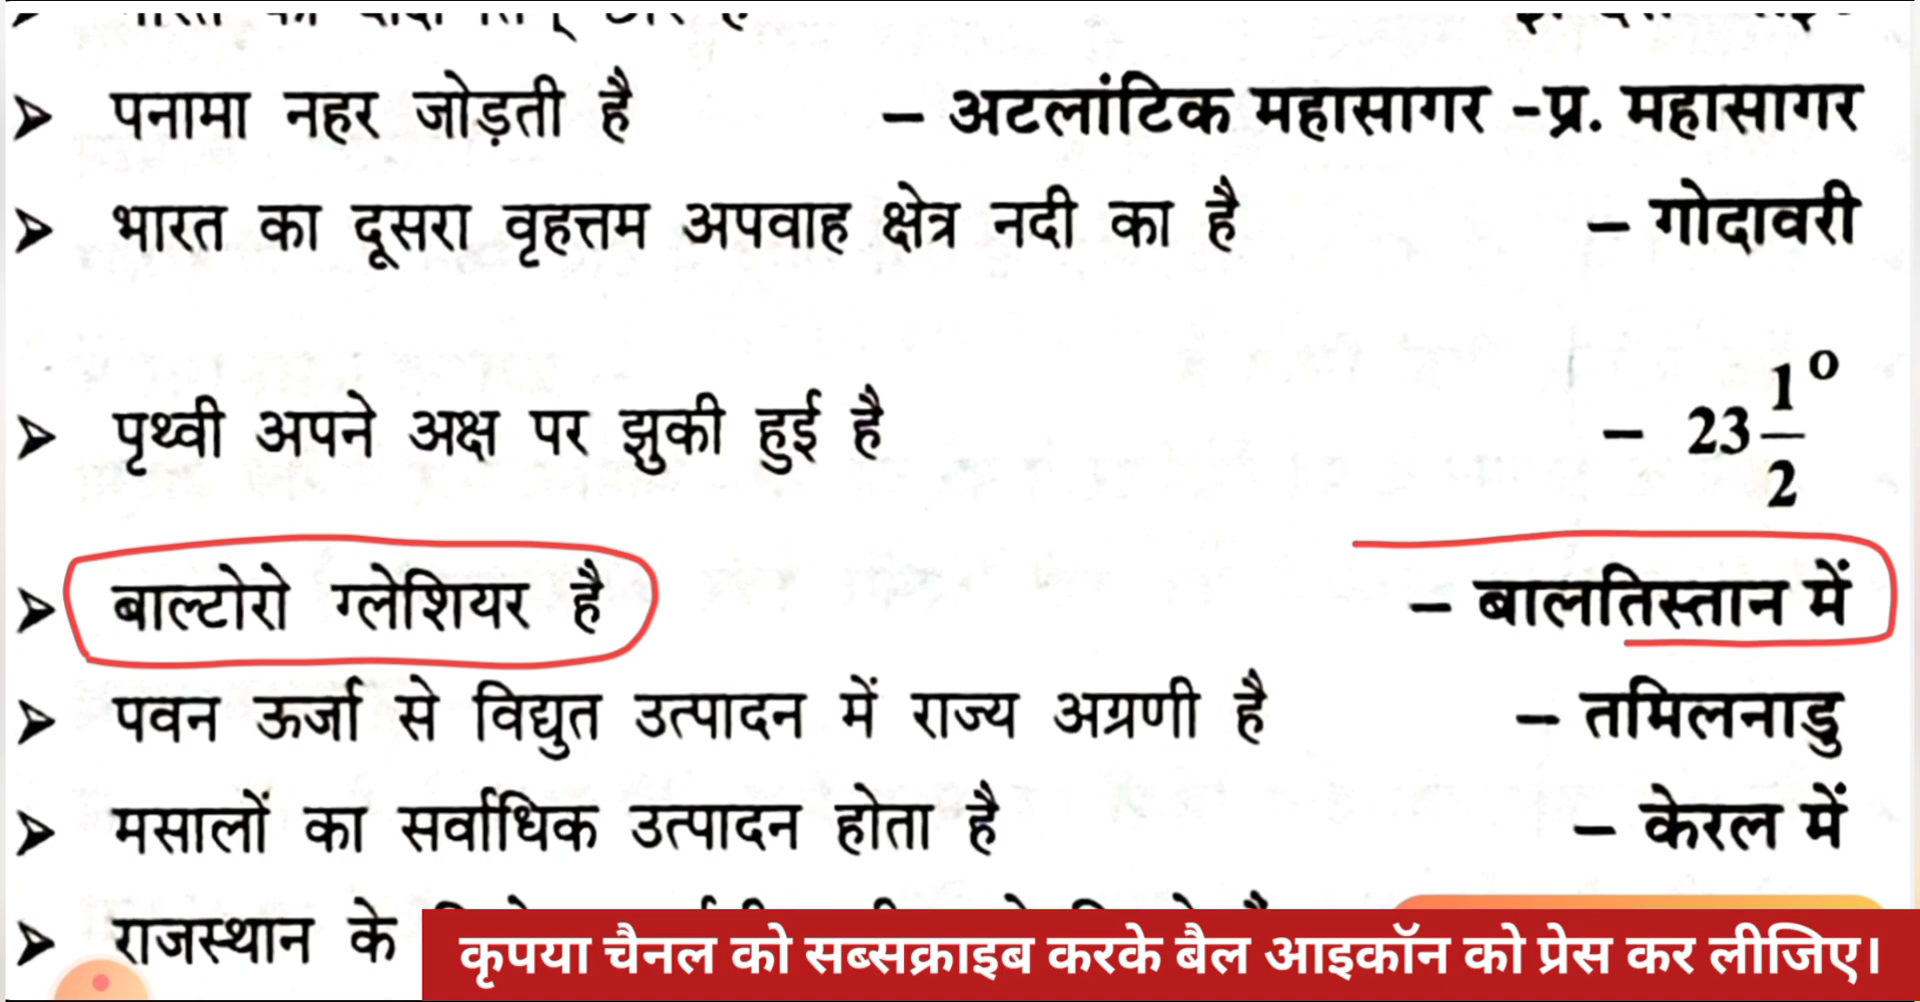 ➤ पनामा नहर जोड़ती है – अटलांटिक महासागर -प्र. महासागर
➤ भारत का दूसरा वृहत्तम अपवाह क्षेत्र नदी का है – गोदावरी
➤ पृथ्वी अपने अक्ष पर झुकी हुई है – 23 1/2°
➤ बाल्टोरो ग्लेशियर है – बालतिस्तान में
➤ पवन ऊर्जा से विद्युत उत्पादन में राज्य अग्रणी है – तमिलनाडु
➤ मसालों का सर्वाधिक उत्पादन होता है – केरल में
➤ राजस्थान के
कृपया चैनल को सब्सक्राइब करके बैल आइकॉन को प्रेस कर लीजिए।